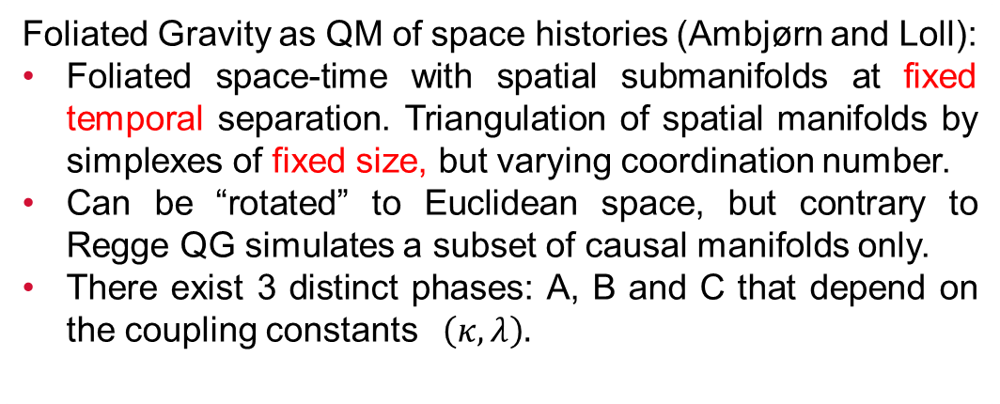 Foliated Gravity as QM of space histories (Ambjørn and Loll):
• Foliated space-time with spatial submanifolds at fixed
temporal separation. Triangulation of spatial manifolds by
simplexes of fixed size, but varying coordination number.
• Can be “rotated” to Euclidean space, but contrary to
Regge QG simulates a subset of causal manifolds only.
• There exist 3 distinct phases: A, B and C that depend on
the coupling constants (κ, λ).